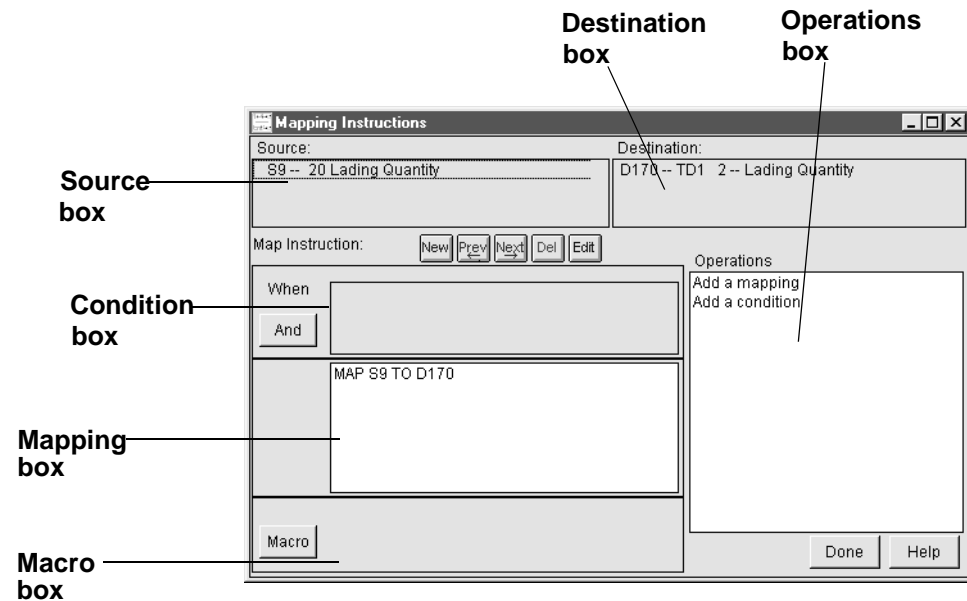 Destination
box
Operations
box
Mapping Instructions
Source:
Destination:
S9 -- 20 Lading Quantity
D170 -- TD1 2 -- Lading Quantity
Source
box
Map Instruction:
New
Prev
Next
Del
Edit
Operations
Add a mapping
Add a condition
When
And
Condition
box
MAP S9 TO D170
Mapping
box
Macro
Macro
box
Done
Help